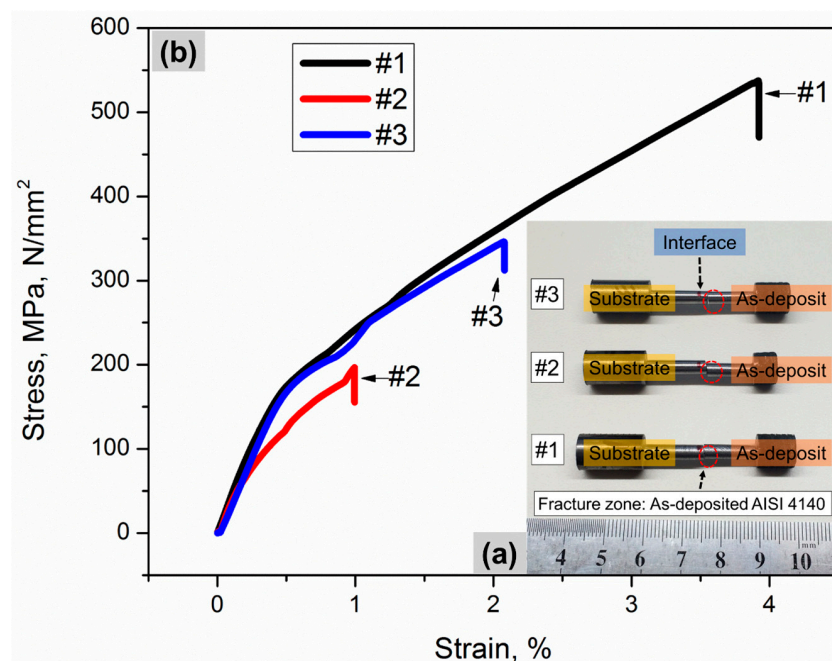 (b)
#1
#2
#3
600
500
400
300
200
100
0
Stress, MPa, N/mm²
#1
#3
#2
Interface
#3
Substrate
As-deposit
#2
Substrate
As-deposit
#1
Substrate
As-deposit
Fracture zone: As-deposited AISI 4140
mm
4 5 6 7 8 9 10
(a)
0 1 2 3 4
Strain, %